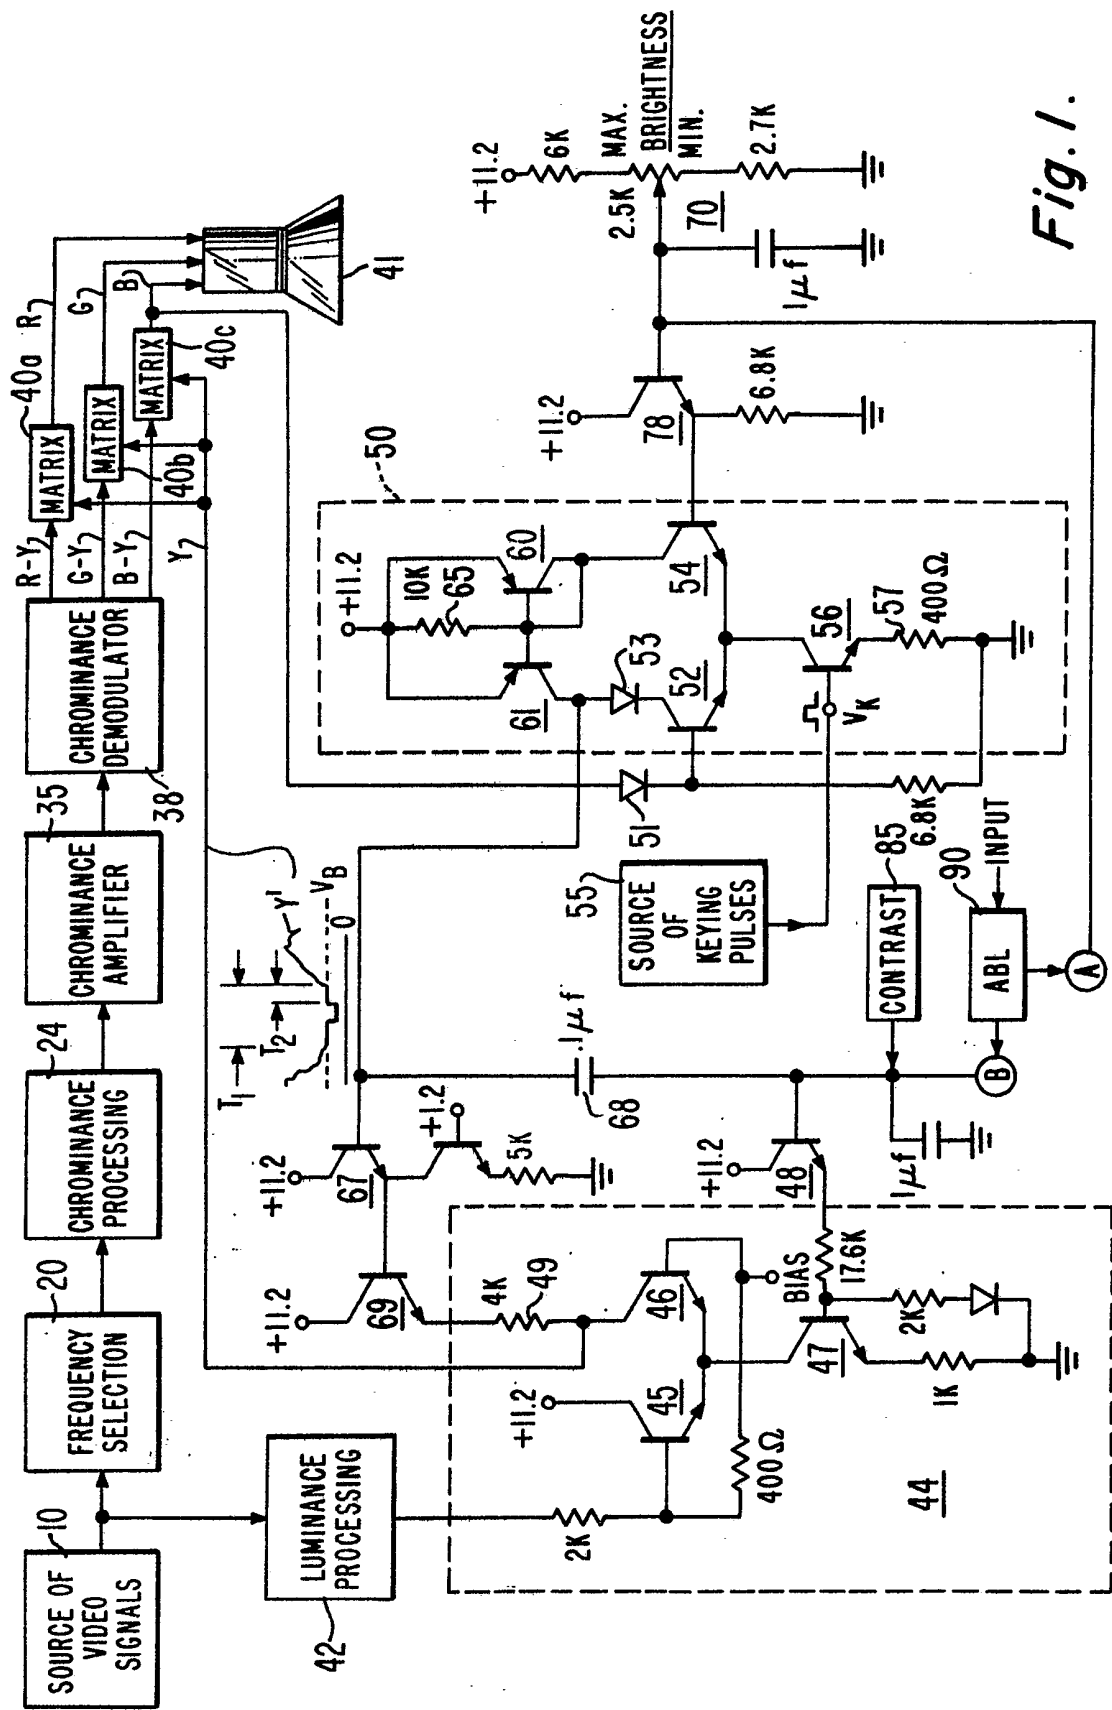 SOURCE OF
VIDEO
SIGNALS
10
FREQUENCY
SELECTION
20
CHROMINANCE
PROCESSING
24
CHROMINANCE
AMPLIFIER
35
CHROMINANCE
DEMODULATOR
38
R-Y
G-Y
B-Y
Y
MATRIX
40a
MATRIX
40b
MATRIX
40c
R
G
B
41
LUMINANCE
PROCESSING
42
T1
T2
Y'
VB
0
+11.2
67
+1.2
5K
+11.2
69
4K
49
.1μf
68
SOURCE
OF
KEYING
PULSES
55
51
6.8K
50
+11.2
10K
65
60
61
53
52
54
56
VK
57
400Ω
+11.2
78
6.8K
+11.2
6K
MAX.
BRIGHTNESS
MIN.
2.5K
70
2.7K
1μf
2K
+11.2
45
46
400Ω
BIAS
44
47
1K
2K
17.6K
+11.2
48
1μf
CONTRAST
85
ABL
90
INPUT
A
B
Fig. 1.